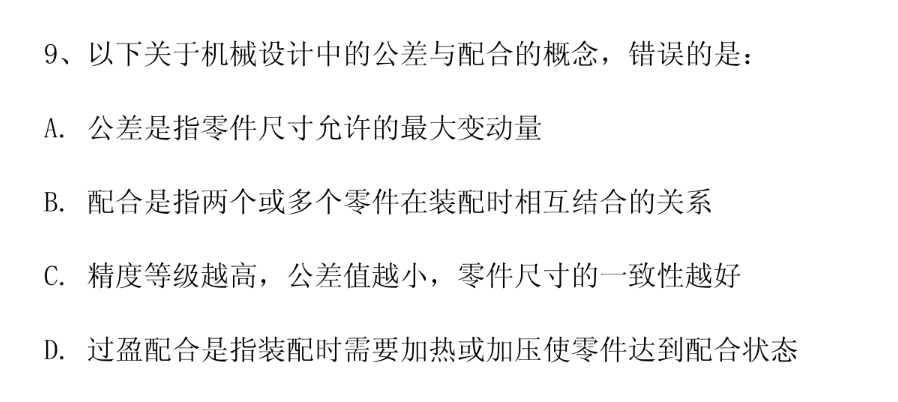 9、以下关于机械设计中的公差与配合的概念，错误的是：
A. 公差是指零件尺寸允许的最大变动量
B. 配合是指两个或多个零件在装配时相互结合的关系
C. 精度等级越高，公差值越小，零件尺寸的一致性越好
D. 过盈配合是指装配时需要加热或加压使零件达到配合状态